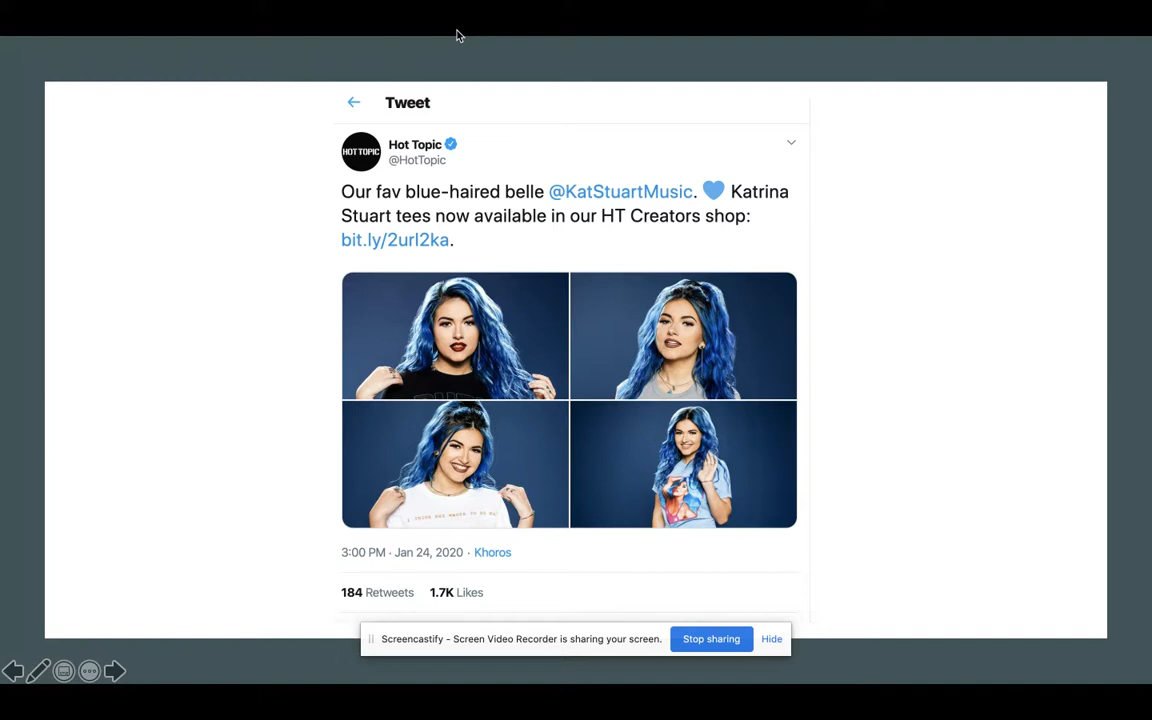 Tweet
Hot Topic
@HotTopic
HOT TOPIC
Our fav blue-haired belle @KatStuartMusic. 💙 Katrina
Stuart tees now available in our HT Creators shop:
bit.ly/2url2ka.
3:00 PM · Jan 24, 2020 · Khoros
184 Retweets 1.7K Likes
Screencastify - Screen Video Recorder is sharing your screen. Stop sharing Hide